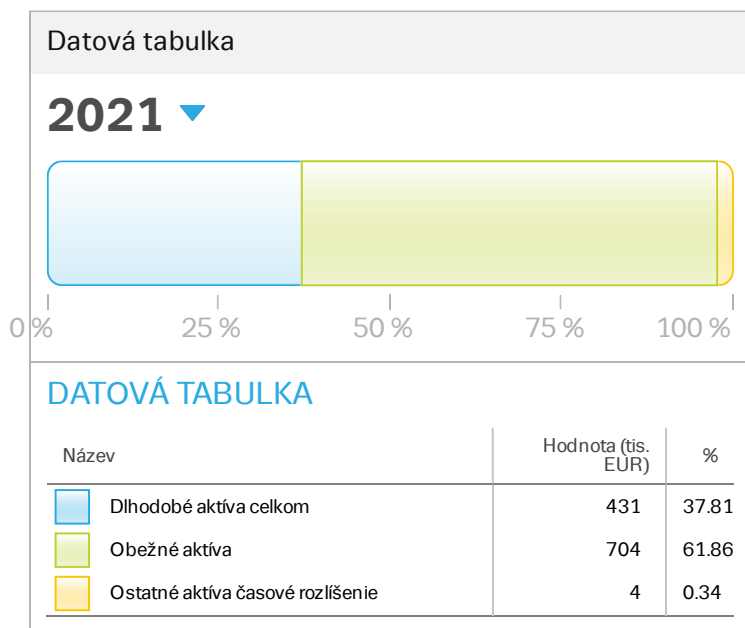 Datová tabulka
2021
0 % 25 % 50 % 75 % 100 %
DATOVÁ TABULKA
Název Hodnota (tis. EUR) %
Dlhodobé aktíva celkom 431 37.81
Obežné aktíva 704 61.86
Ostatné aktíva časové rozlíšenie 4 0.34